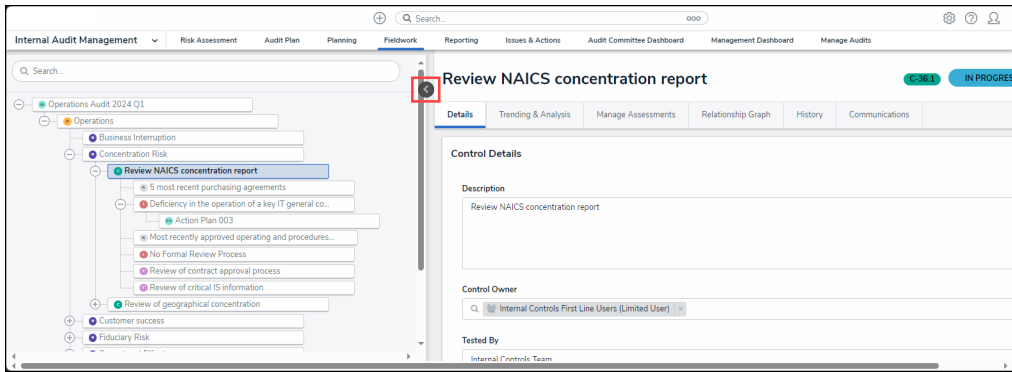 Search...
Internal Audit Management
Risk Assessment
Audit Plan
Planning
Fieldwork
Reporting
Issues & Actions
Audit Committee Dashboard
Management Dashboard
Manage Audits
Search...
Operations Audit 2024 Q1
Operations
Business Interruption
Concentration Risk
Review NAICS concentration report
5 most recent purchasing agreements
Deficiency in the operation of a key IT general co...
Action Plan 003
Most recently approved operating and procedures...
No Formal Review Process
Review of contract approval process
Review of critical IS information
Review of geographical concentration
Customer success
Fiduciary Risk
Review NAICS concentration report
C-36.1
IN PROGRES
Details
Trending & Analysis
Manage Assessments
Relationship Graph
History
Communications
Control Details
Description
Review NAICS concentration report
Control Owner
Internal Controls First Line Users (Limited User) ×
Tested By
Internal Controls Team